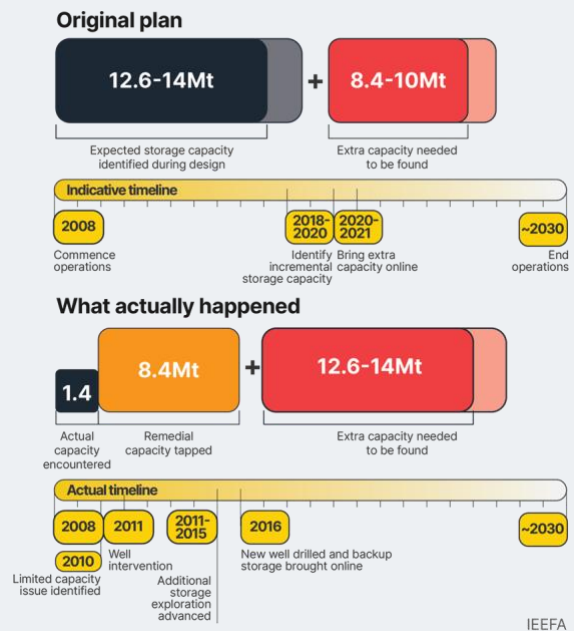 Original plan
12.6-14Mt
+
8.4-10Mt
Expected storage capacity
identified during design
Extra capacity needed
to be found
Indicative timeline
2008
2018-
2020
2020-
2021
~2030
Commence
operations
Identify
incremental
storage capacity
Bring extra
capacity online
End
operations
What actually happened
1.4
8.4Mt
+
12.6-14Mt
Actual
capacity
encountered
Remedial
capacity tapped
Extra capacity needed
to be found
Actual timeline
2008
2011
2011-
2015
2016
~2030
2010
Limited capacity
issue identified
Well
intervention
Additional
storage
exploration
advanced
New well drilled and backup
storage brought online
IEEFA